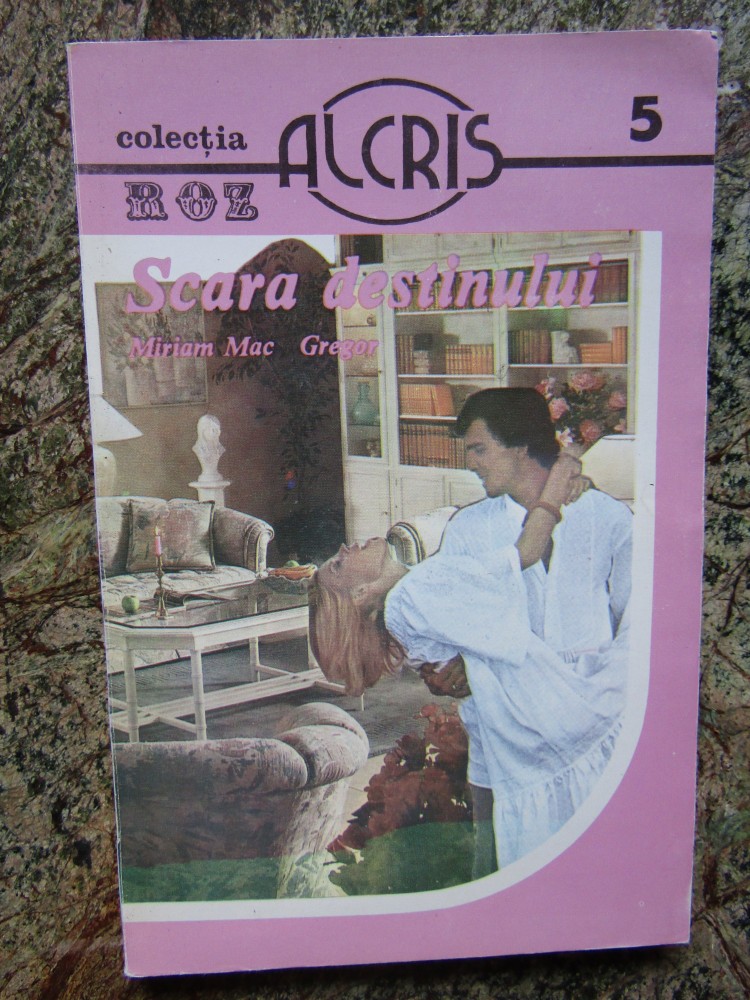 colecția
ALCRIS
5
ROZ
Scara destinului
Miriam Mac Gregor